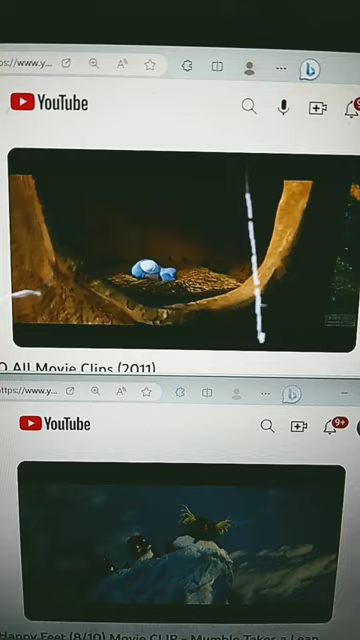 ps://www.y...
YouTube
O All Movie Clips (2011)
https://www.y...
YouTube
9+
Happy Feet (8/10) Movie CLIP - Mumble Takes a Leap